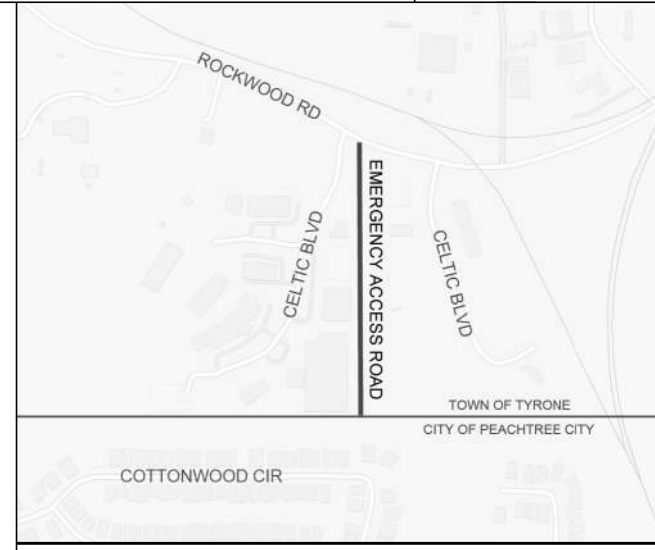 ROCKWOOD RD
EMERGENCY ACCESS ROAD
CELTIC BLVD
CELTIC BLVD
TOWN OF TYRONE
CITY OF PEACHTREE CITY
COTTONWOOD CIR